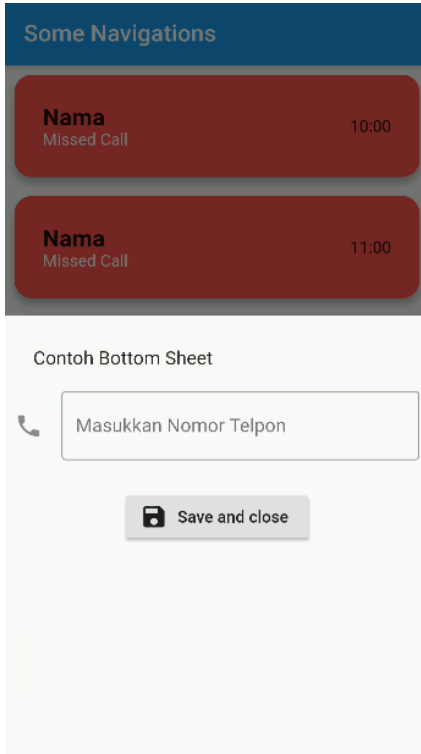 Some Navigations
Nama
Missed Call
10:00
Nama
Missed Call
11:00
Contoh Bottom Sheet
Masukkan Nomor Telpon
Save and close